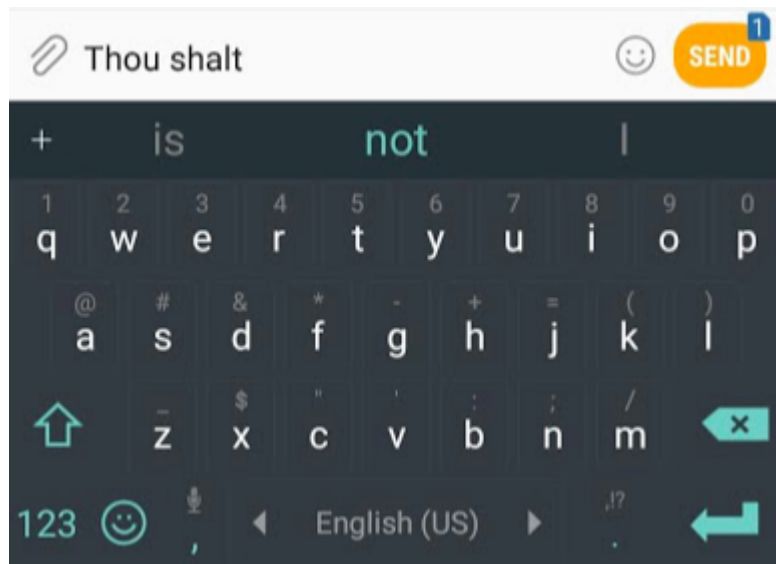 1
Thou shalt SEND
+ is not I
1 2 3 4 5 6 7 8 9 0
q w e r t y u i o p
@ # & * - + = ( )
a s d f g h j k l
_ $ " ' : ; /
z x c v b n m
,!?
123 , English (US) .